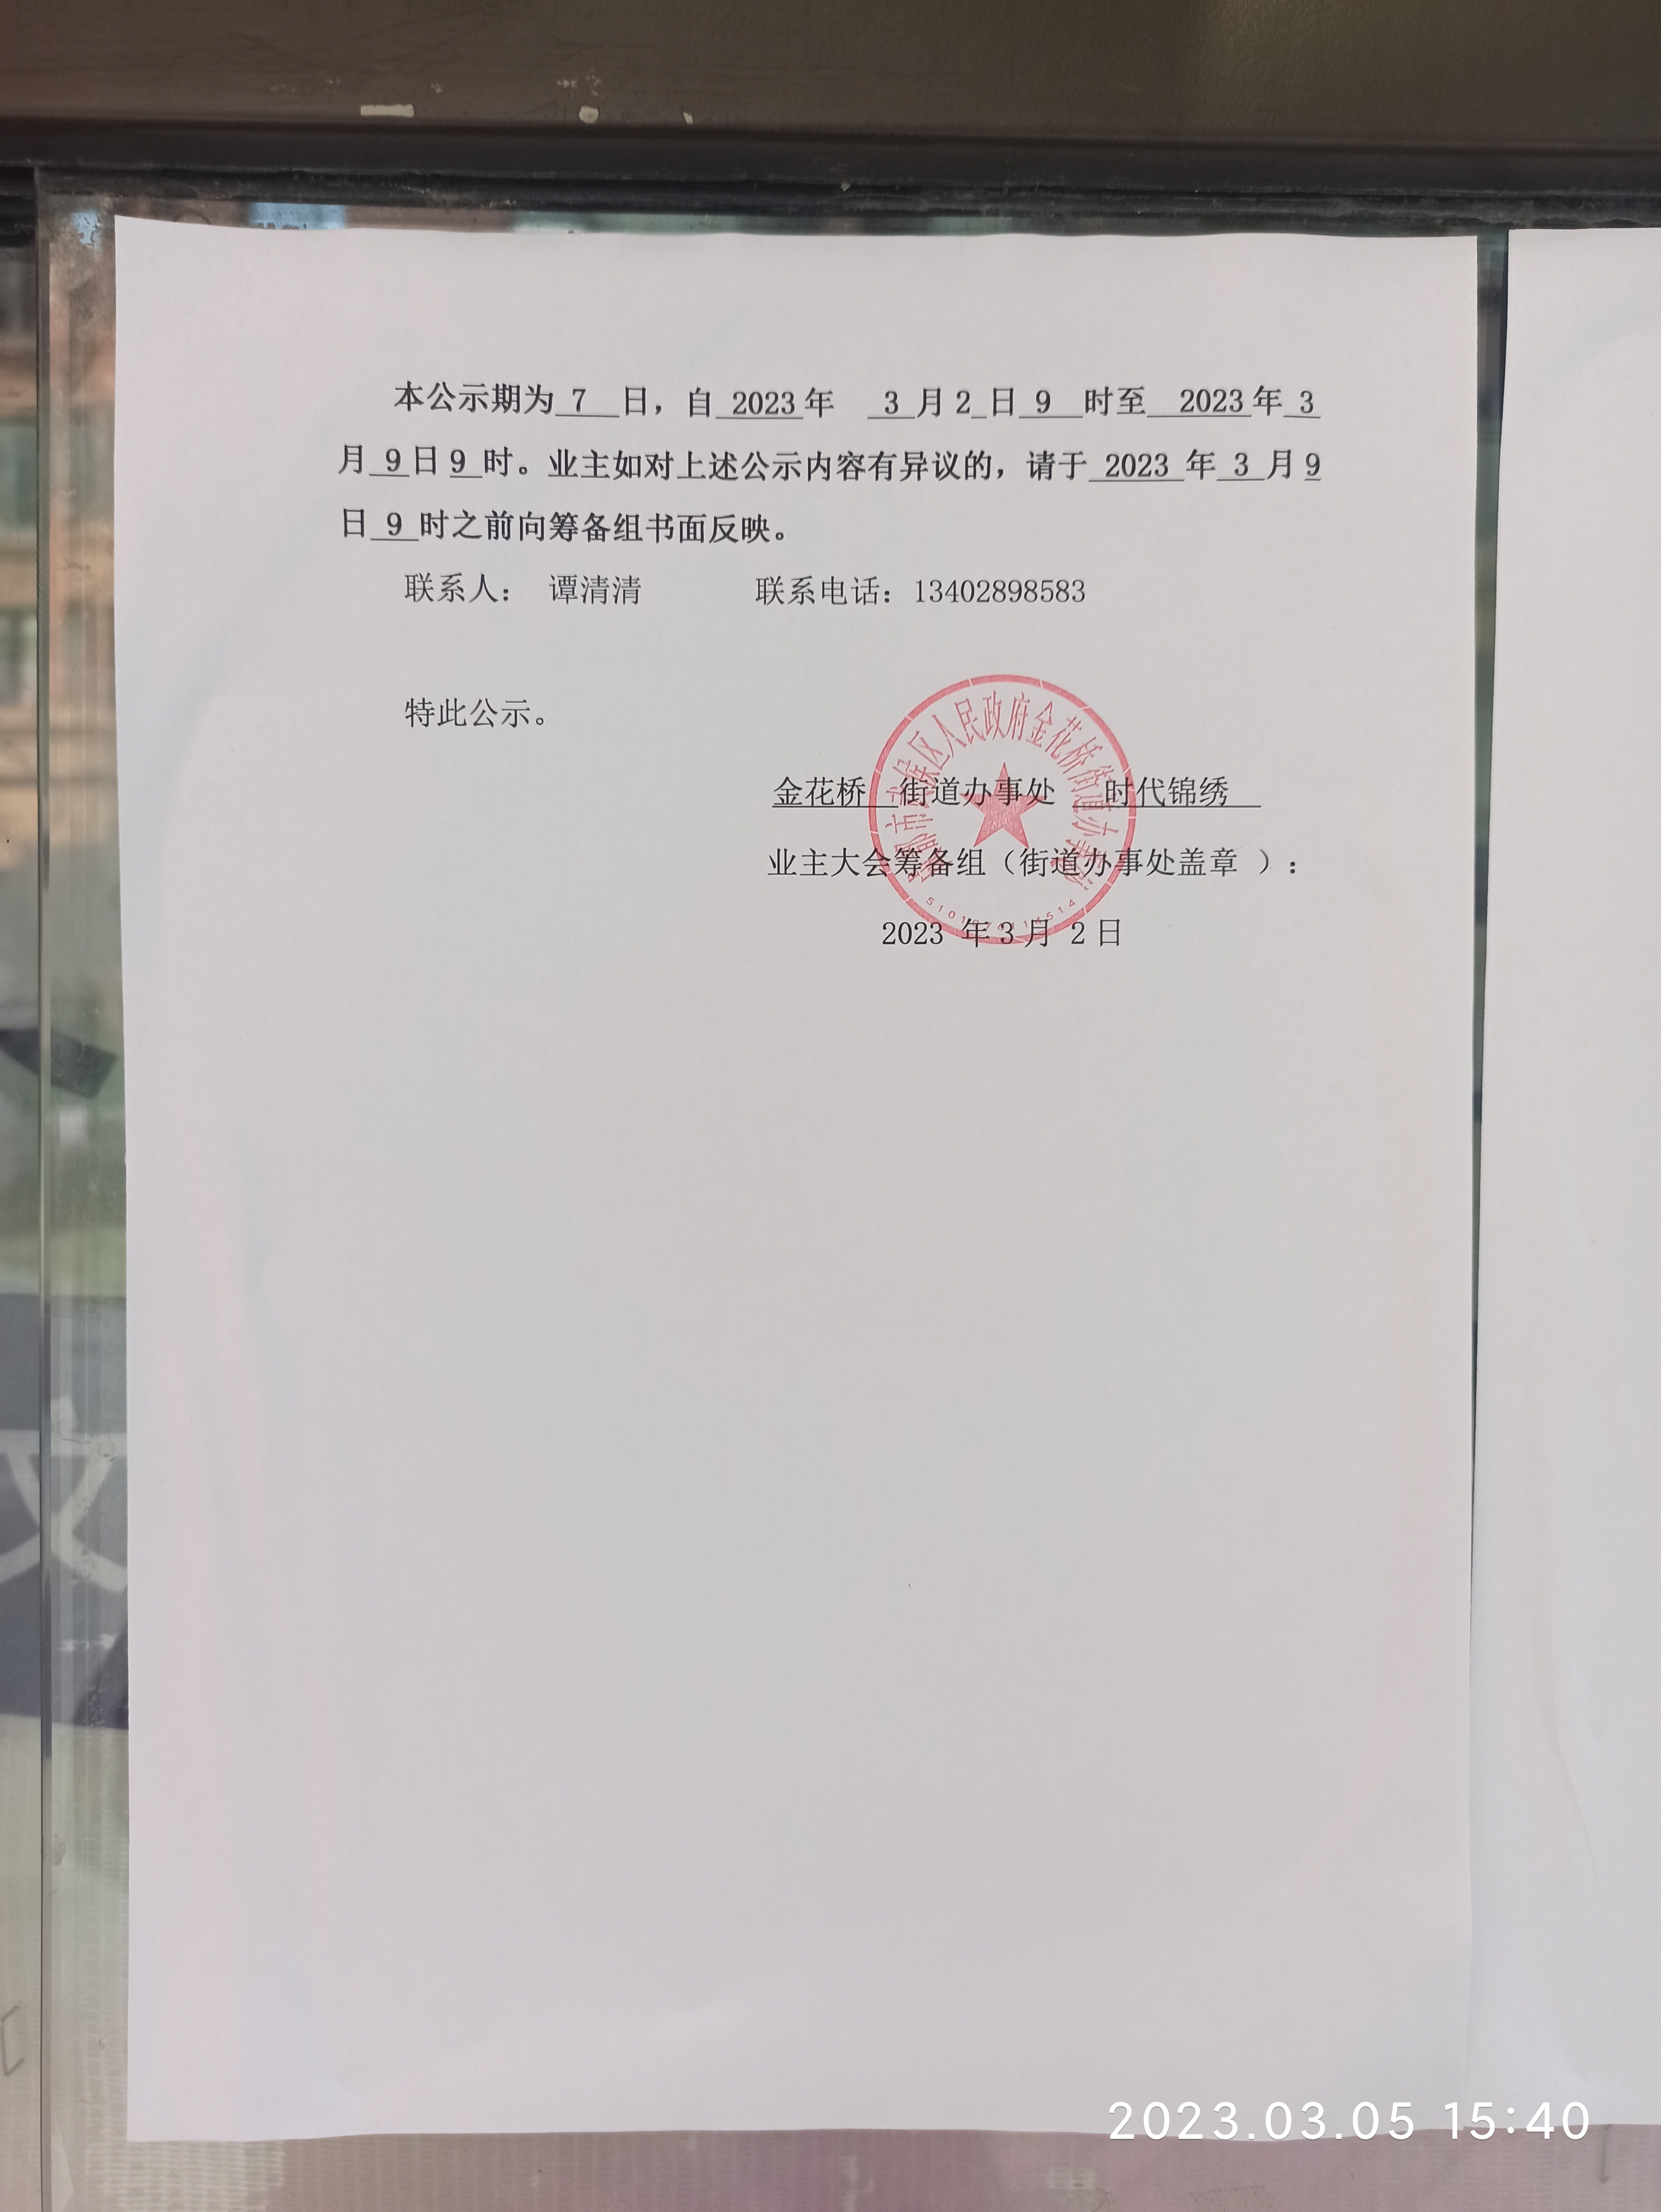 本公示期为 7 日，自 2023 年 3 月 2 日 9 时至 2023 年 3
月 9 日 9 时。业主如对上述公示内容有异议的，请于 2023 年 3 月 9
日 9 时之前向筹备组书面反映。
联系人： 谭清清 联系电话：13402898583
特此公示。
区人民政府金花桥街道办事处
金花桥 街道办事处 时代锦绣
业主大会筹备组（街道办事处盖章 ）：
2023 年 3 月 2 日
2023.03.05 15:40